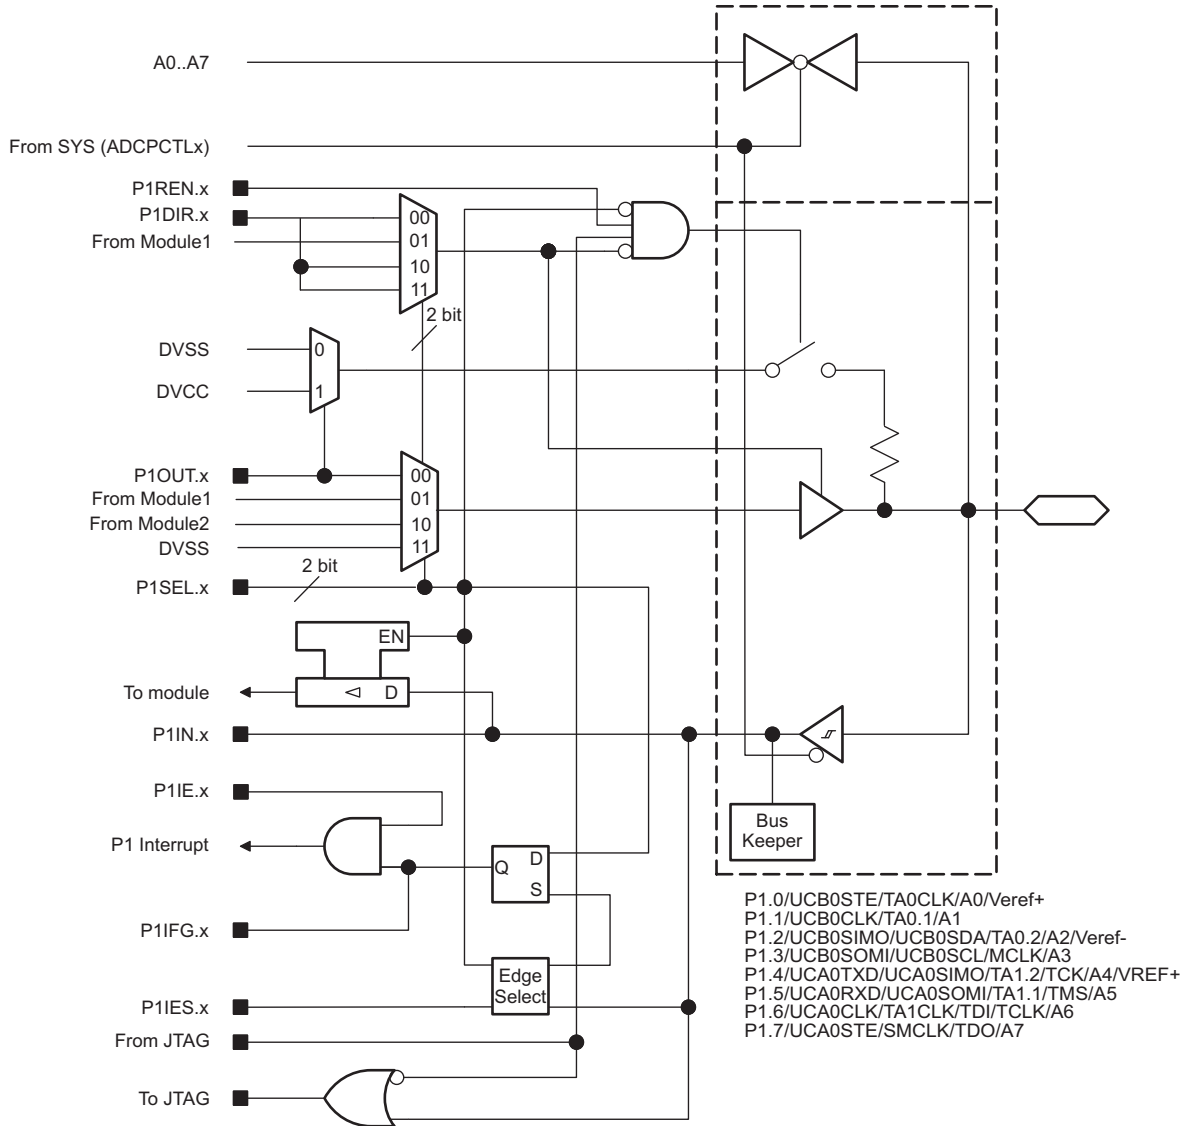 A0..A7
From SYS (ADCPCTLx)
P1REN.x
P1DIR.x
From Module1
00
01
10
11
2 bit
DVSS
0
DVCC
1
P1OUT.x
From Module1
From Module2
DVSS
00
01
10
11
P1SEL.x
2 bit
EN
To module
D
P1IN.x
P1IE.x
P1 Interrupt
Q
D
S
Bus
Keeper
P1IFG.x
Edge
Select
P1IES.x
From JTAG
To JTAG
P1.0/UCB0STE/TA0CLK/A0/Veref+
P1.1/UCB0CLK/TA0.1/A1
P1.2/UCB0SIMO/UCB0SDA/TA0.2/A2/Veref-
P1.3/UCB0SOMI/UCB0SCL/MCLK/A3
P1.4/UCA0TXD/UCA0SIMO/TA1.2/TCK/A4/VREF+
P1.5/UCA0RXD/UCA0SOMI/TA1.1/TMS/A5
P1.6/UCA0CLK/TA1CLK/TDI/TCLK/A6
P1.7/UCA0STE/SMCLK/TDO/A7